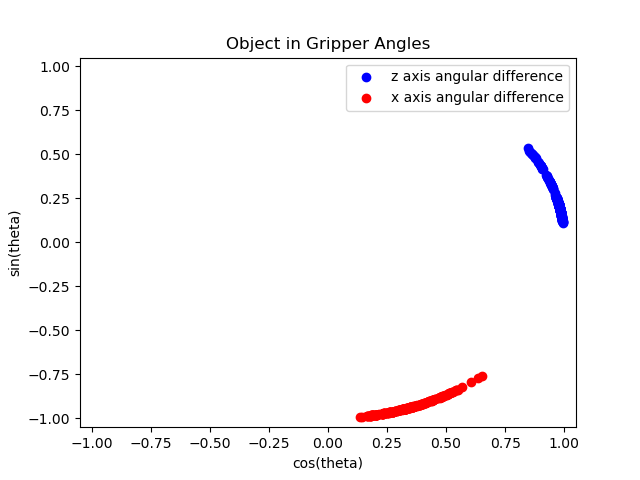 Object in Gripper Angles
z axis angular difference
x axis angular difference
1.00
0.75
0.50
0.25
0.00
−0.25
−0.50
−0.75
−1.00
sin(theta)
−1.00 −0.75 −0.50 −0.25 0.00 0.25 0.50 0.75 1.00
cos(theta)